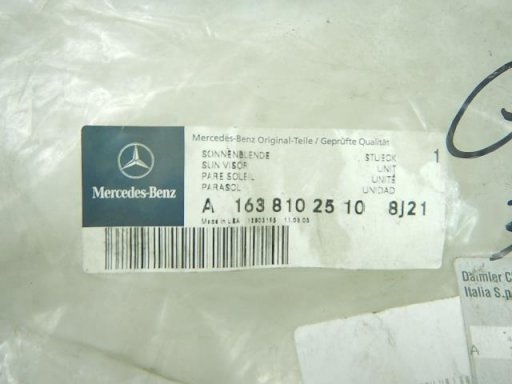 Mercedes-Benz Original-Teile / Geprüfte Qualität
Mercedes-Benz
SONNENBLENDE STUECK 1
SUN VISOR UNIT
PARE SOLEIL UNITÉ
PARASOL UNIDAD
A 163 810 25 10 8J21
Made in
Daimler C
Italia S.p
A